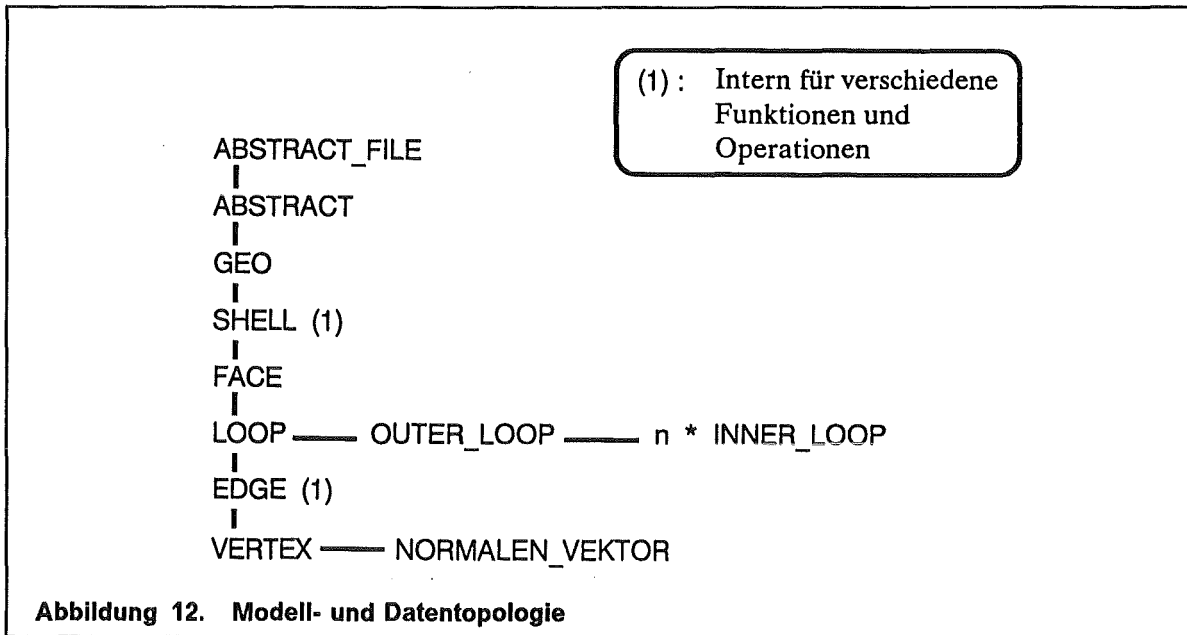 (1) : Intern für verschiedene
Funktionen und
Operationen
ABSTRACT_FILE
ABSTRACT
GEO
SHELL (1)
FACE
LOOP OUTER_LOOP n * INNER_LOOP
EDGE (1)
VERTEX NORMALEN_VEKTOR
Abbildung 12. Modell- und Datentopologie